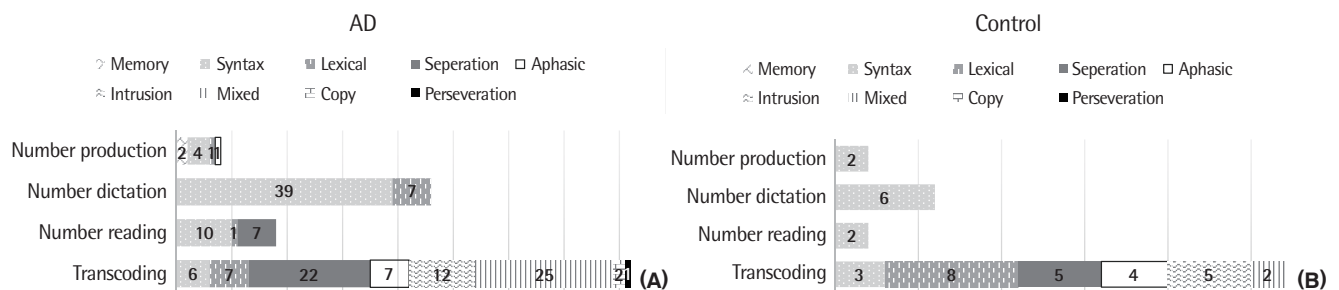 AD
Memory Syntax Lexical Seperation Aphasic
Intrusion Mixed Copy Perseveration
Number production 2 4 1 1
Number dictation 39 7
Number reading 10 1 7
Transcoding 6 7 22 7 12 25 2 1 (A)
Control
Memory Syntax Lexical Seperation Aphasic
Intrusion Mixed Copy Perseveration
Number production 2
Number dictation 6
Number reading 2
Transcoding 3 8 5 4 5 2 (B)